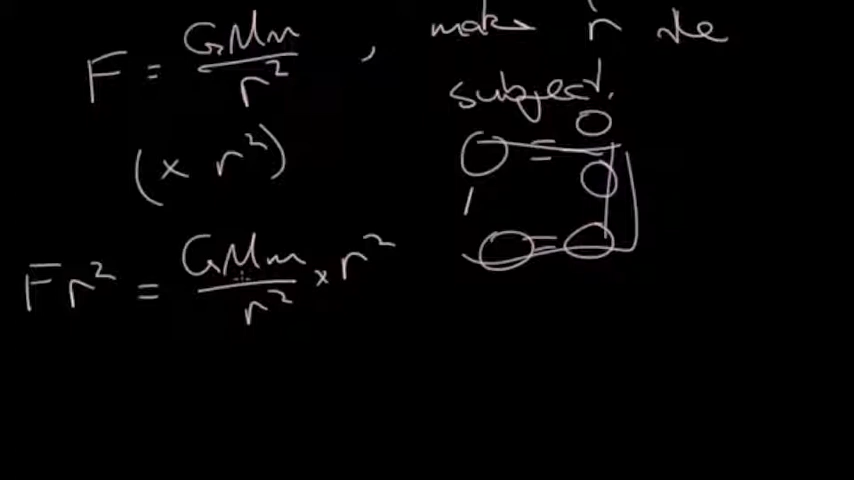 F = GMm / r² , make r the
subject.
(× r²)
Fr² = GMm / r² × r²